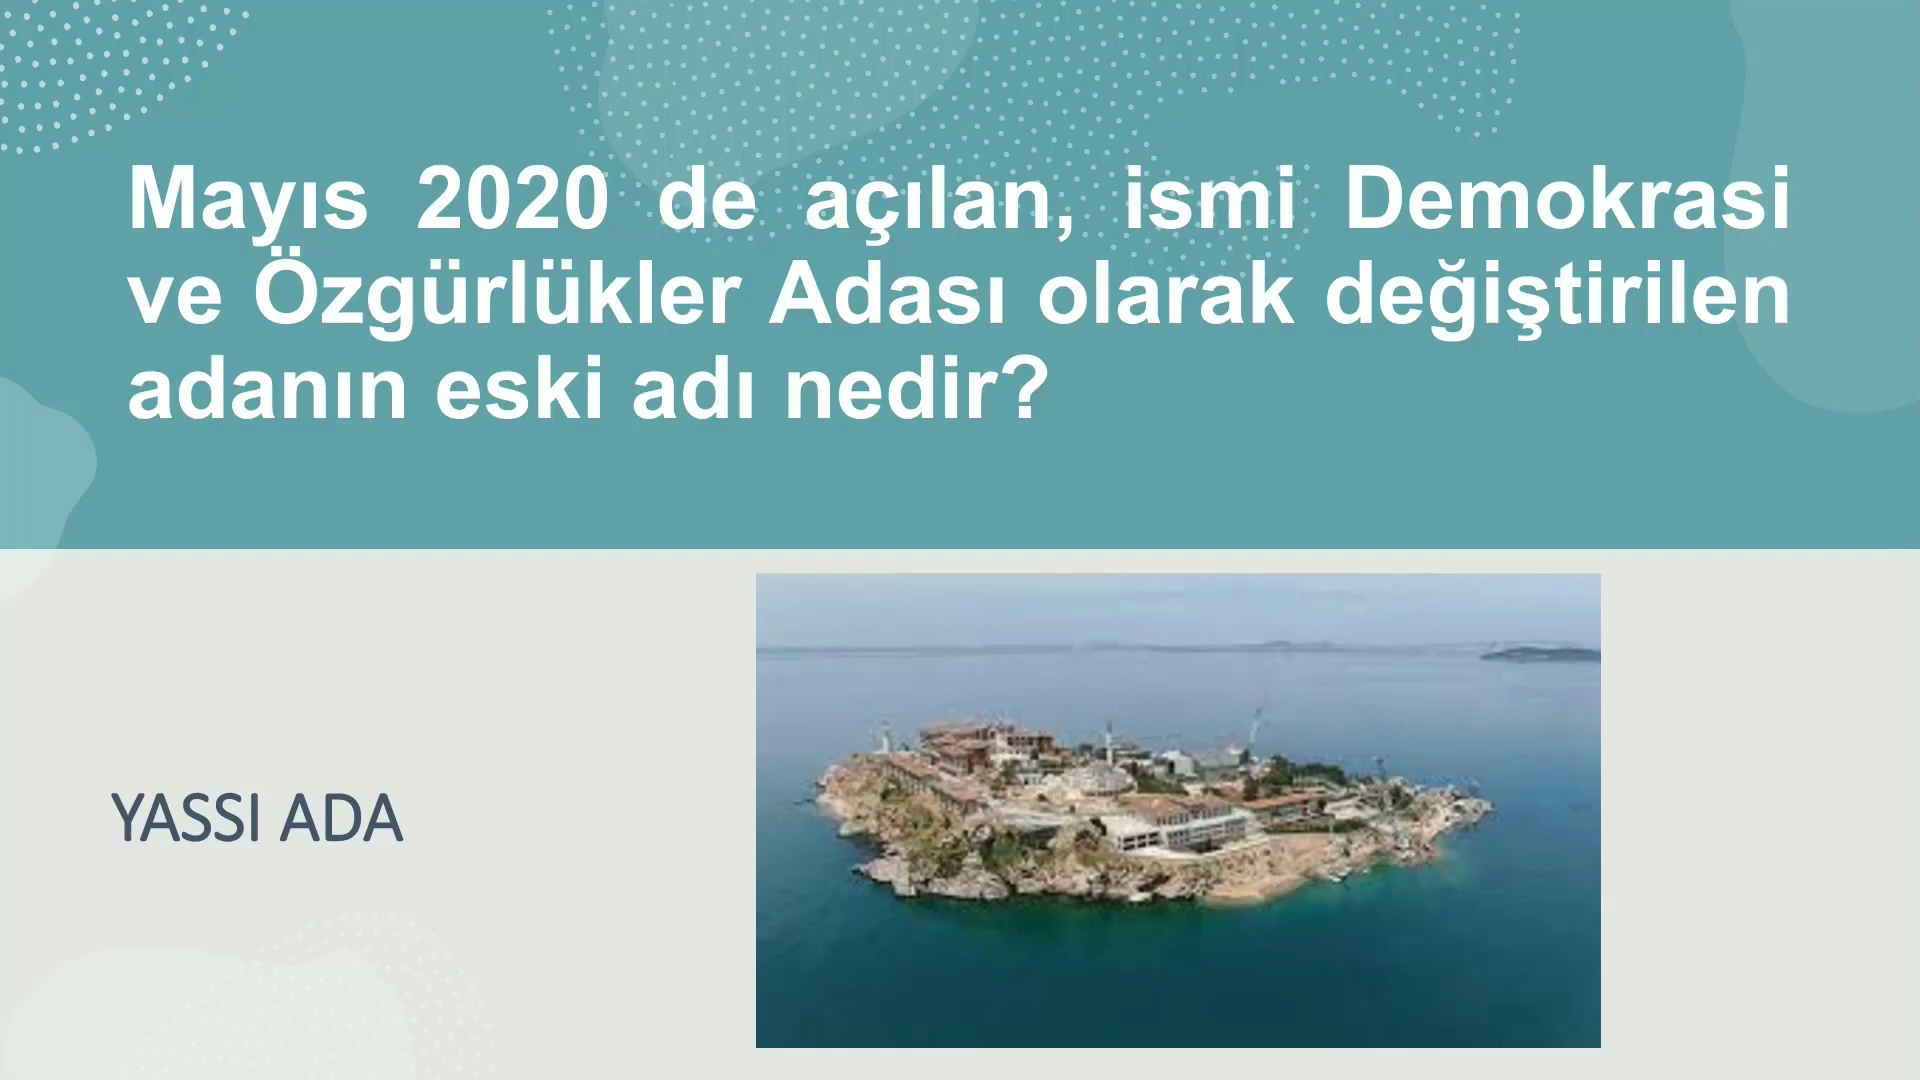 Mayıs 2020 de açılan, ismi Demokrasi
ve Özgürlükler Adası olarak değiştirilen
adanın eski adı nedir?
YASSI ADA